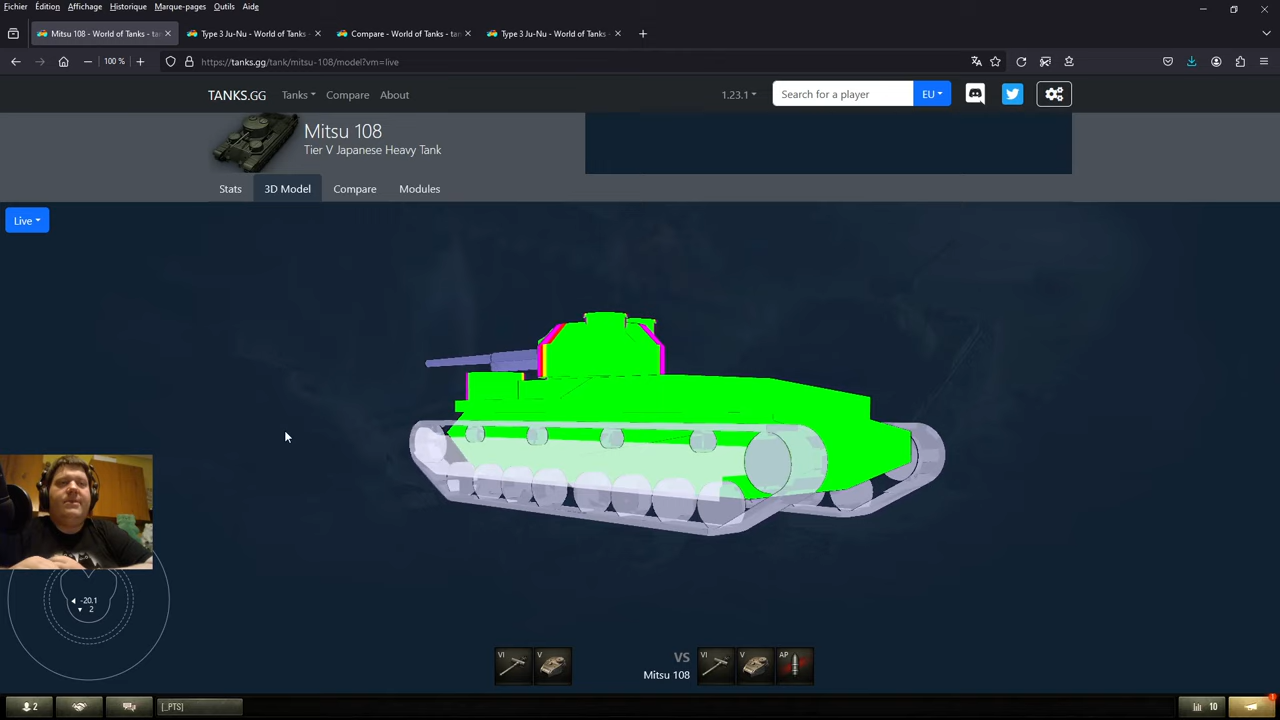 Fichier Édition Affichage Historique Marque-pages Outils Aide
Mitsu 108 - World of Tanks - tan
Type 3 Ju-Nu - World of Tanks -
Compare - World of Tanks - tan
Type 3 Ju-Nu - World of Tanks -
100 %
https://tanks.gg/tank/mitsu-108/model?vm=live
TANKS.GG Tanks Compare About 1.23.1 Search for a player EU
Mitsu 108
Tier V Japanese Heavy Tank
Stats 3D Model Compare Modules
Live
-20.1
2
VI V VS VI V AP
Mitsu 108
2 [_PTS] 10 1